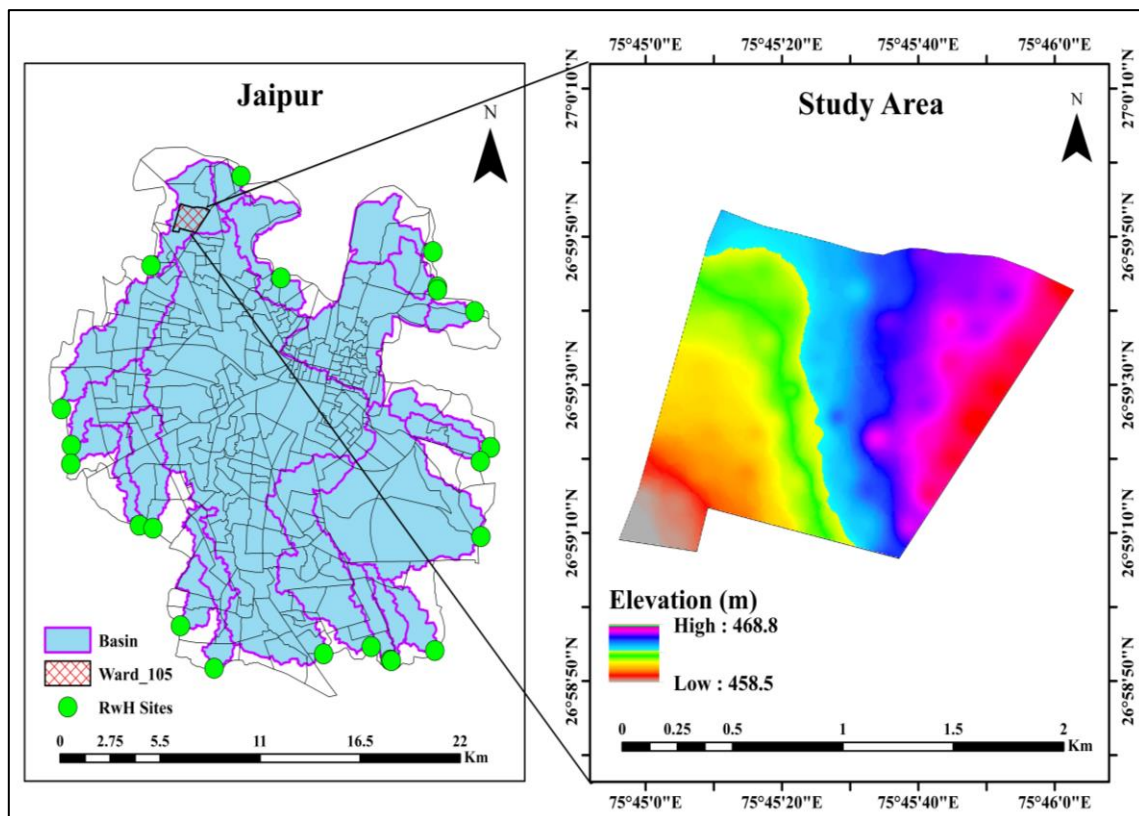 Jaipur
N
Basin
Ward_105
RwH Sites
0 2.75 5.5 11 16.5 22
Km
75°45'0"E 75°45'20"E 75°45'40"E 76°46'0"E
Study Area
N
27°0'10"N
26°59'50"N
26°59'30"N
26°59'10"N
26°58'50"N
27°0'10"N
26°59'50"N
26°59'30"N
26°59'10"N
26°58'50"N
Elevation (m)
High : 468.8
Low : 458.5
0 0.25 0.5 1 1.5 2
Km
75°45'0"E 75°45'20"E 75°45'40"E 75°46'0"E